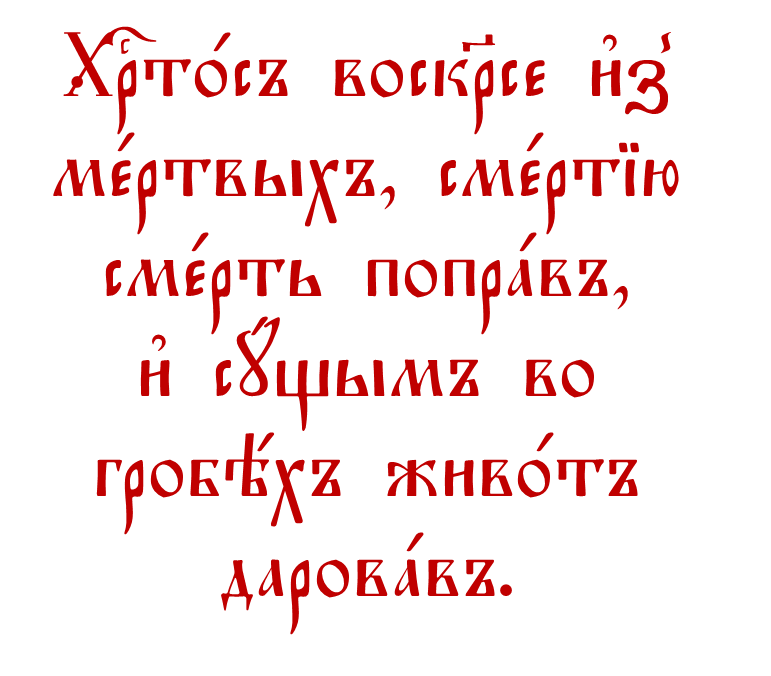 Хрⷭ҇то́съ воскр҃се и҆з̾
ме́ртвыхъ, сме́ртїю
сме́рть попра́въ,
и҆ сꙋ́щымъ во
гробѣ́хъ живо́тъ
дарова́въ.